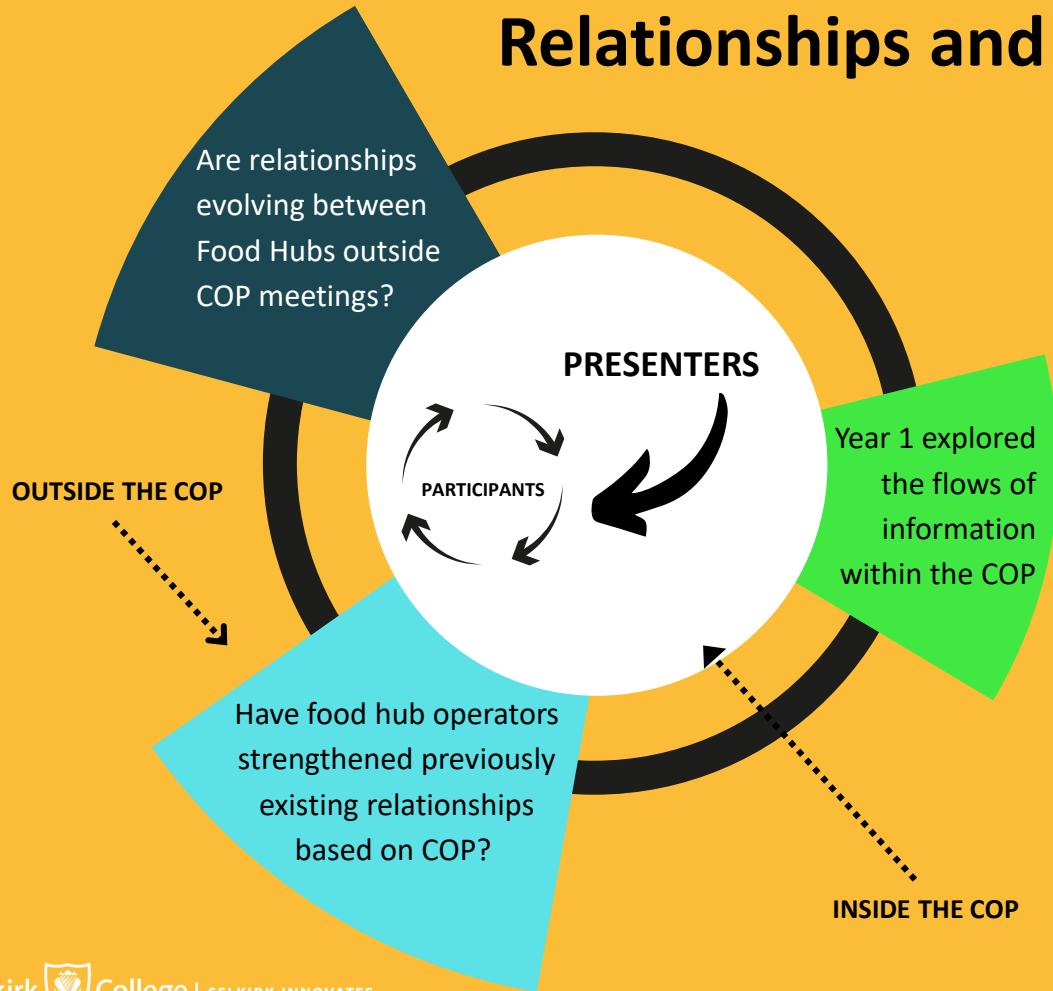 Relationships and
Are relationships
evolving between
Food Hubs outside
COP meetings?
PRESENTERS
PARTICIPANTS
Year 1 explored
the flows of
information
within the COP
OUTSIDE THE COP
Have food hub operators
strengthened previously
existing relationships
based on COP?
INSIDE THE COP
College | SELKIRK INNOVATES